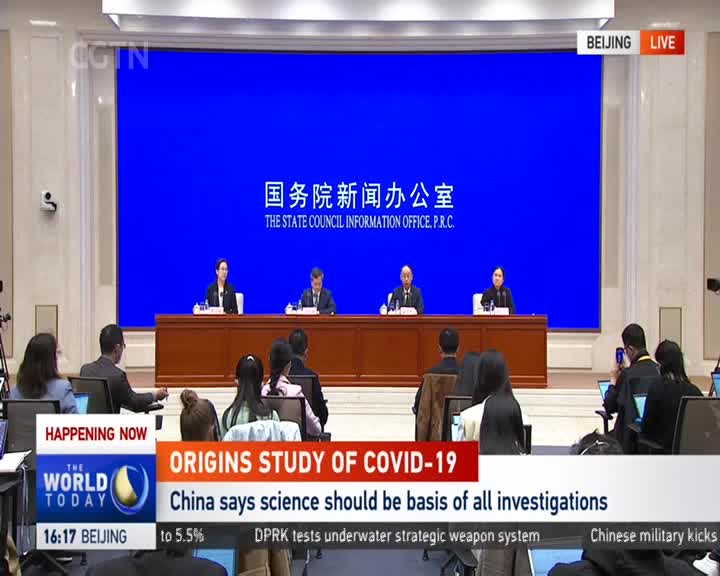 CGTN
BEIJING LIVE
国务院新闻办公室
THE STATE COUNCIL INFORMATION OFFICE, P.R.C.
HAPPENING NOW
ORIGINS STUDY OF COVID-19
THE WORLD TODAY
China says science should be basis of all investigations
16:17 BEIJING
to 5.5% DPRK tests underwater strategic weapon system Chinese military kicks